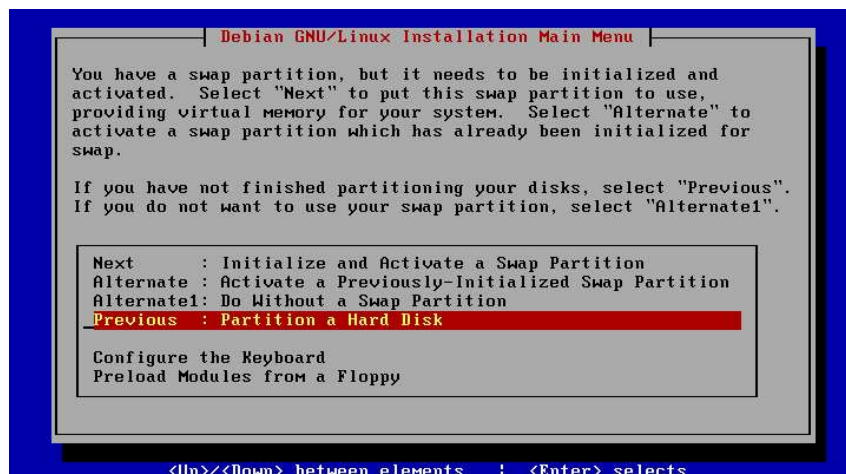 Debian GNU/Linux Installation Main Menu
You have a swap partition, but it needs to be initialized and
activated.  Select "Next" to put this swap partition to use,
providing virtual memory for your system.  Select "Alternate" to
activate a swap partition which has already been initialized for
swap.
If you have not finished partitioning your disks, select "Previous".
If you do not want to use your swap partition, select "Alternate1".
Next      : Initialize and Activate a Swap Partition
Alternate : Activate a Previously-Initialized Swap Partition
Alternate1: Do Without a Swap Partition
Previous  : Partition a Hard Disk
Configure the Keyboard
Preload Modules from a Floppy
<Up>/<Down> between elements   |  <Enter> selects